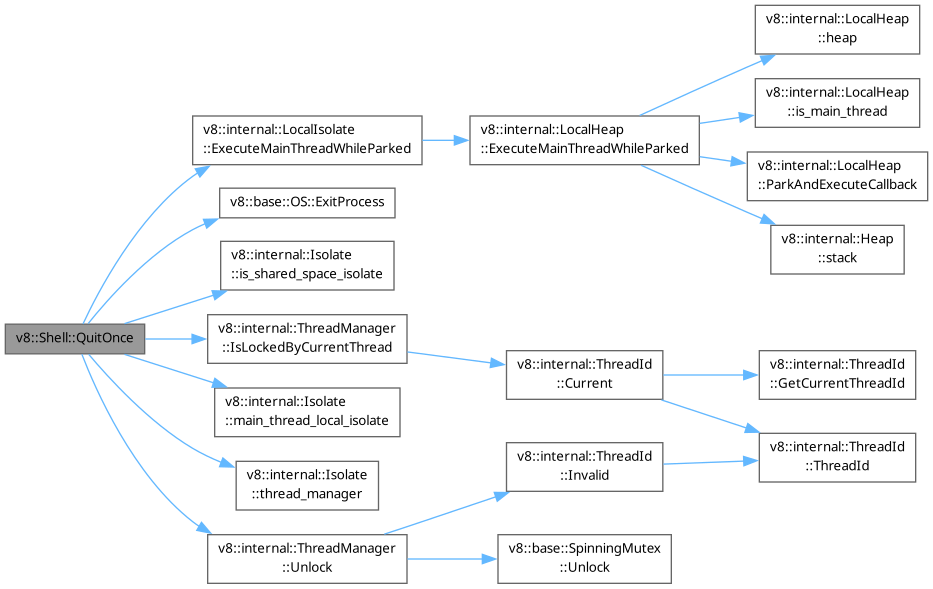 v8::internal::LocalHeap
::heap
v8::internal::LocalHeap
::is_main_thread
v8::internal::LocalIsolate
::ExecuteMainThreadWhileParked
v8::internal::LocalHeap
::ExecuteMainThreadWhileParked
v8::internal::LocalHeap
::ParkAndExecuteCallback
v8::base::OS::ExitProcess
v8::internal::Heap
::stack
v8::internal::Isolate
::is_shared_space_isolate
v8::Shell::QuitOnce
v8::internal::ThreadManager
::IsLockedByCurrentThread
v8::internal::ThreadId
::Current
v8::internal::ThreadId
::GetCurrentThreadId
v8::internal::Isolate
::main_thread_local_isolate
v8::internal::ThreadId
::Invalid
v8::internal::ThreadId
::ThreadId
v8::internal::Isolate
::thread_manager
v8::internal::ThreadManager
::Unlock
v8::base::SpinningMutex
::Unlock